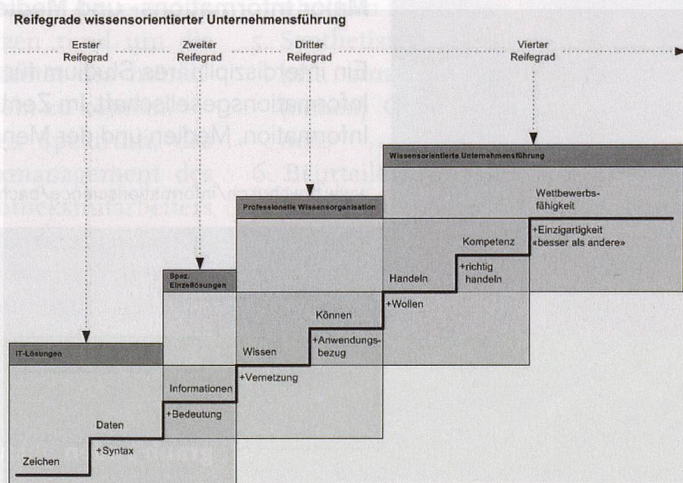 Reifegrade wissensorientierter Unternehmensführung
Erster
Reifegrad
Zweiter
Reifegrad
Dritter
Reifegrad
Vierter
Reifegrad
Wissensorientierte Unternehmensführung
Wettbewerbs-
fähigkeit
+Einzigartigkeit
«besser als andere»
Professionelle Wissensorganisation
Kompetenz
+richtig
handeln
Spez.
Einzellösungen
Handeln
+Wollen
Können
+Anwendungs-
bezug
IT-Lösungen
Wissen
+Vernetzung
Informationen
+Bedeutung
Daten
+Syntax
Zeichen